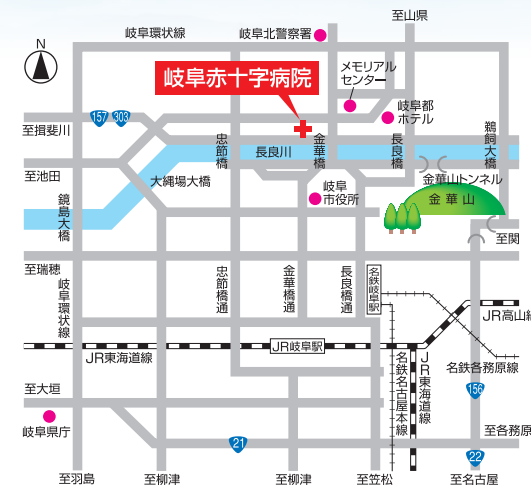 至山県
岐阜環状線
岐阜北警察署
N
メモリアル
センター
岐阜赤十字病院
157
303
岐阜都
ホテル
至揖斐川
忠節橋
金華橋
長良橋
鵜飼大橋
長良川
至池田
大縄場大橋
金華山トンネル
岐阜
市役所
金華山
鏡島大橋
至関
至瑞穂
岐阜環状線
忠節橋通
金華橋通
長良橋通
名鉄岐阜駅
JR高山線
JR岐阜駅
JR東海道線
名鉄名古屋本線
JR東海道線
名鉄各務原線
至大垣
156
岐阜県庁
21
至各務原
22
至羽島
至柳津
至柳津
至笠松
至名古屋